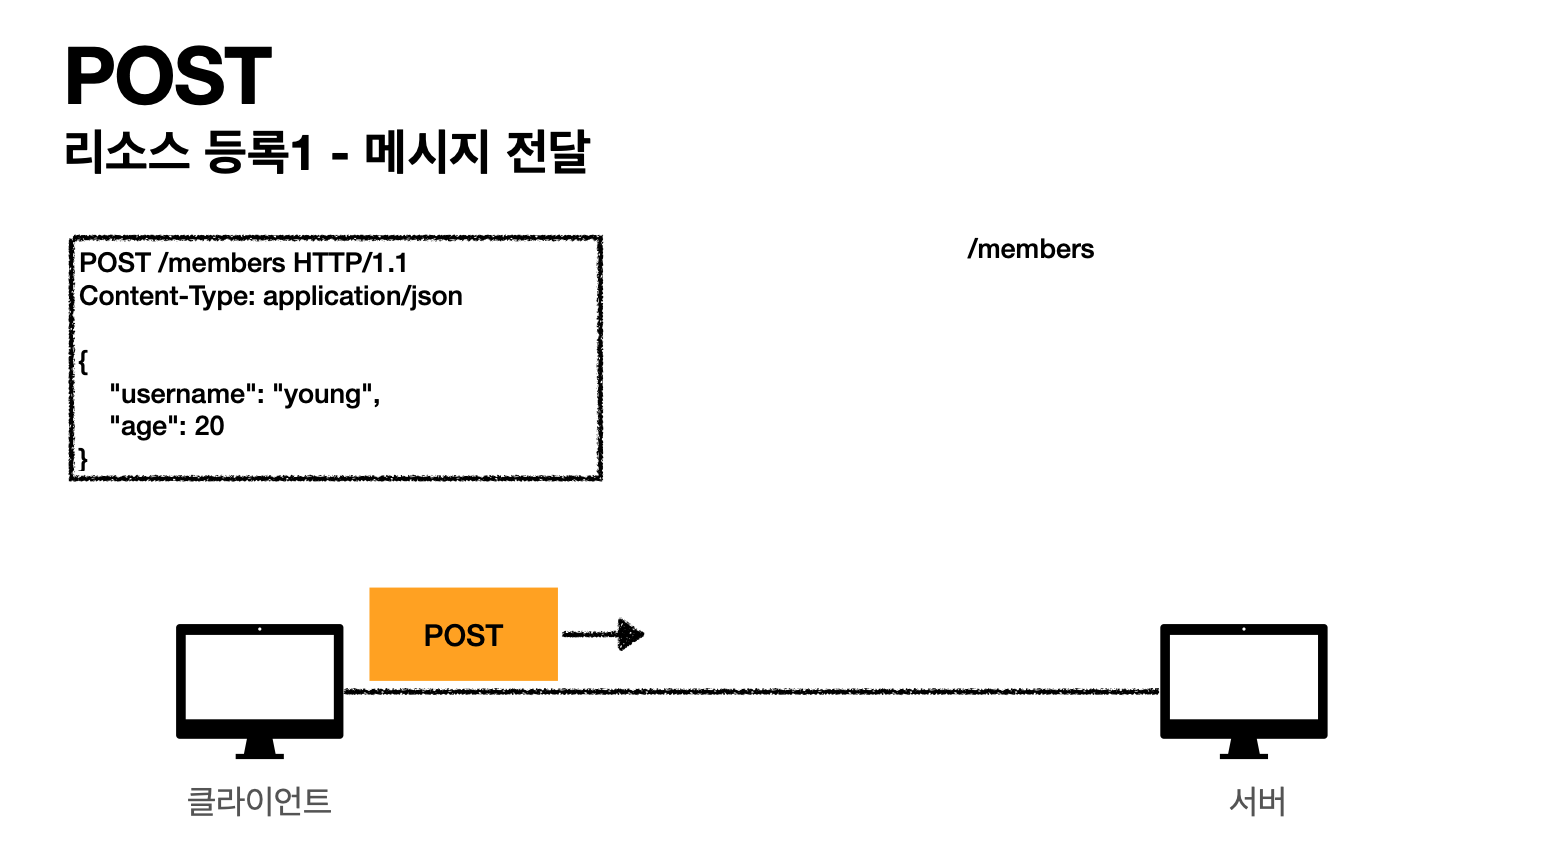 POST
리소스 등록1 - 메시지 전달
POST /members HTTP/1.1
Content-Type: application/json
{
"username": "young",
"age": 20
}
/members
POST
클라이언트
서버